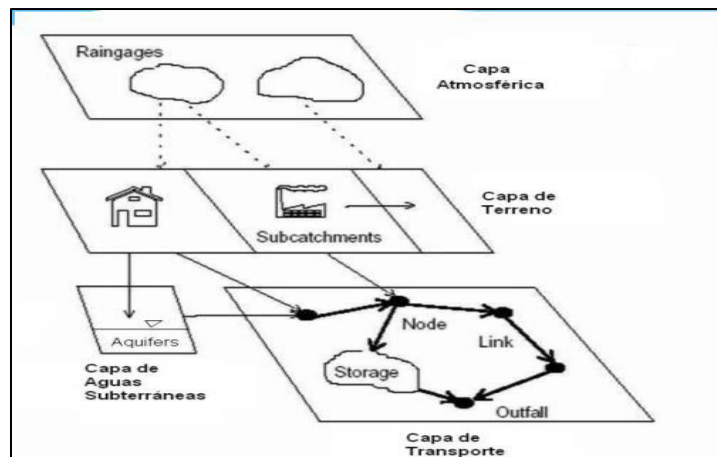 Raingages
Capa
Atmosférica
Capa de
Terreno
Subcatchments
Aquifers
Capa de
Aguas
Subterráneas
Node
Link
Storage
Outfall
Capa de
Transporte